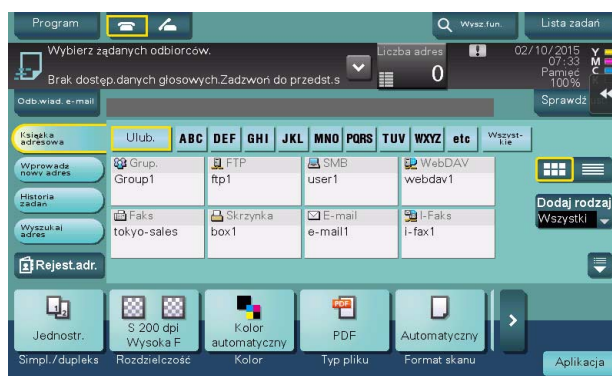 Program
Wysz.fun.
Lista zadań
Wybierz żądanych odbiorców.
Brak dostęp.danych głosowych.Zadzwoń do przedst.s
Liczba adres
0
02/10/2015
07:33
Pamięć
100%
Y
M
C
K
Odb.wiad. e-mail
Sprawdź
Książka adresowa
Ulub.
ABC
DEF
GHI
JKL
MNO
PQRS
TUV
WXYZ
etc
Wszyst-
kie
Wprowadź
nowy adres
Historia
zadań
Wyszukaj
adres
Rejest.adr.
Grup.
Group1
FTP
ftp1
SMB
user1
WebDAV
webdav1
Faks
tokyo-sales
Skrzynka
box1
E-mail
e-mail1
I-Faks
i-fax1
Dodaj rodzaj
Wszystki
Jednostr.
S 200 dpi
Wysoka F
Kolor
automatyczny
PDF
PDF
Automatyczny
Simpl./dupleks
Rozdzielczość
Kolor
Typ pliku
Format skanu
Aplikacja